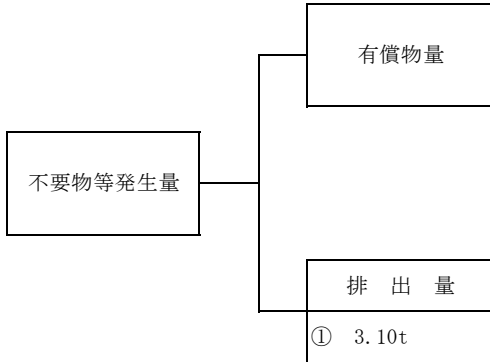 有償物量
不要物等発生量
排 出 量
① 3.10t